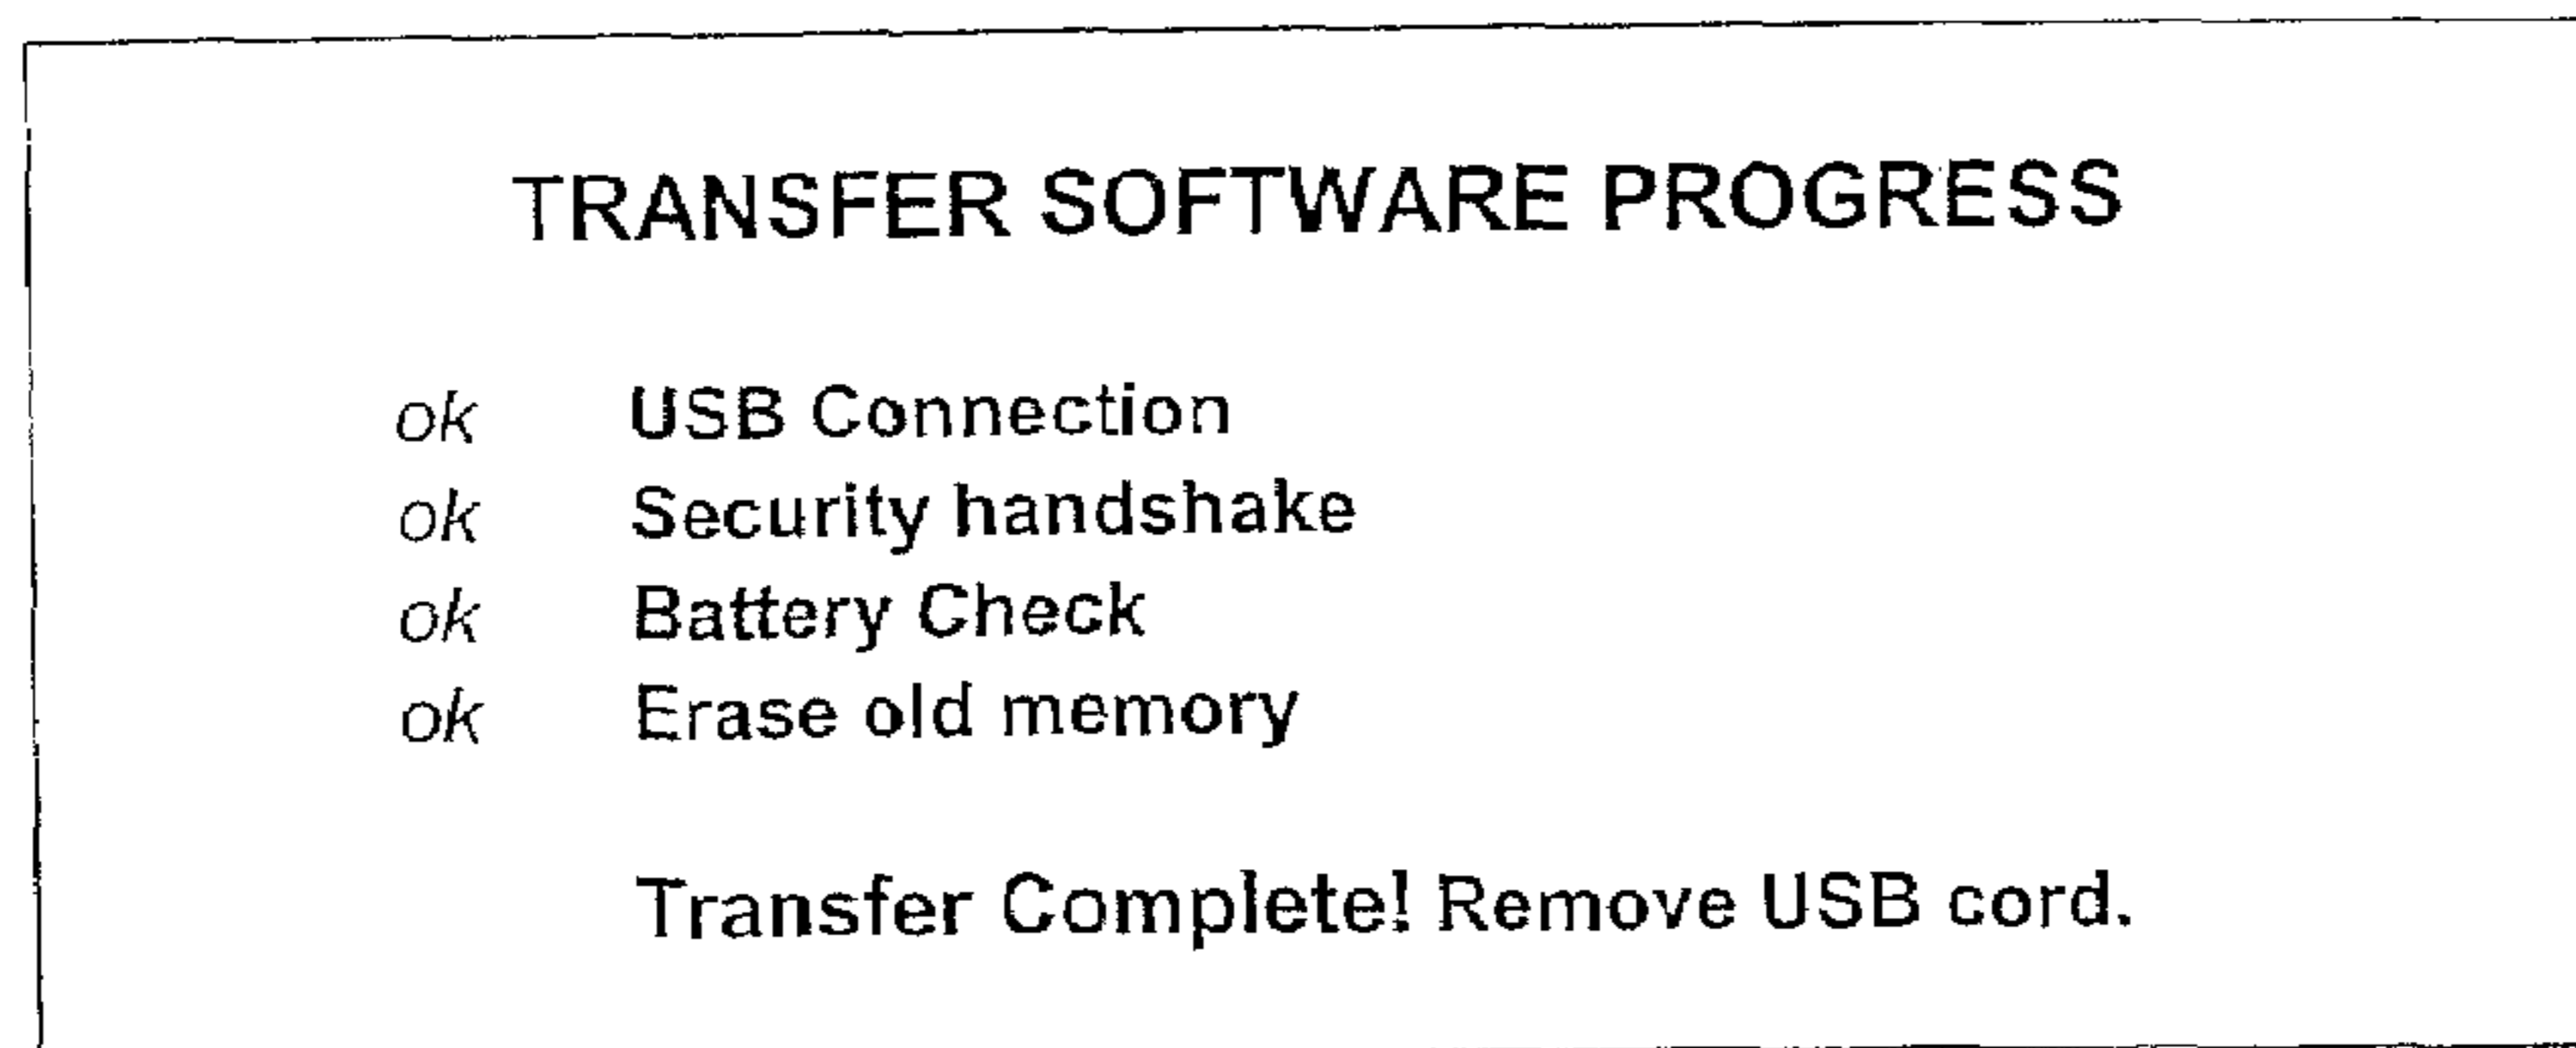 TRANSFER SOFTWARE PROGRESS
ok USB Connection
ok Security handshake
ok Battery Check
ok Erase old memory
Transfer Complete! Remove USB cord.